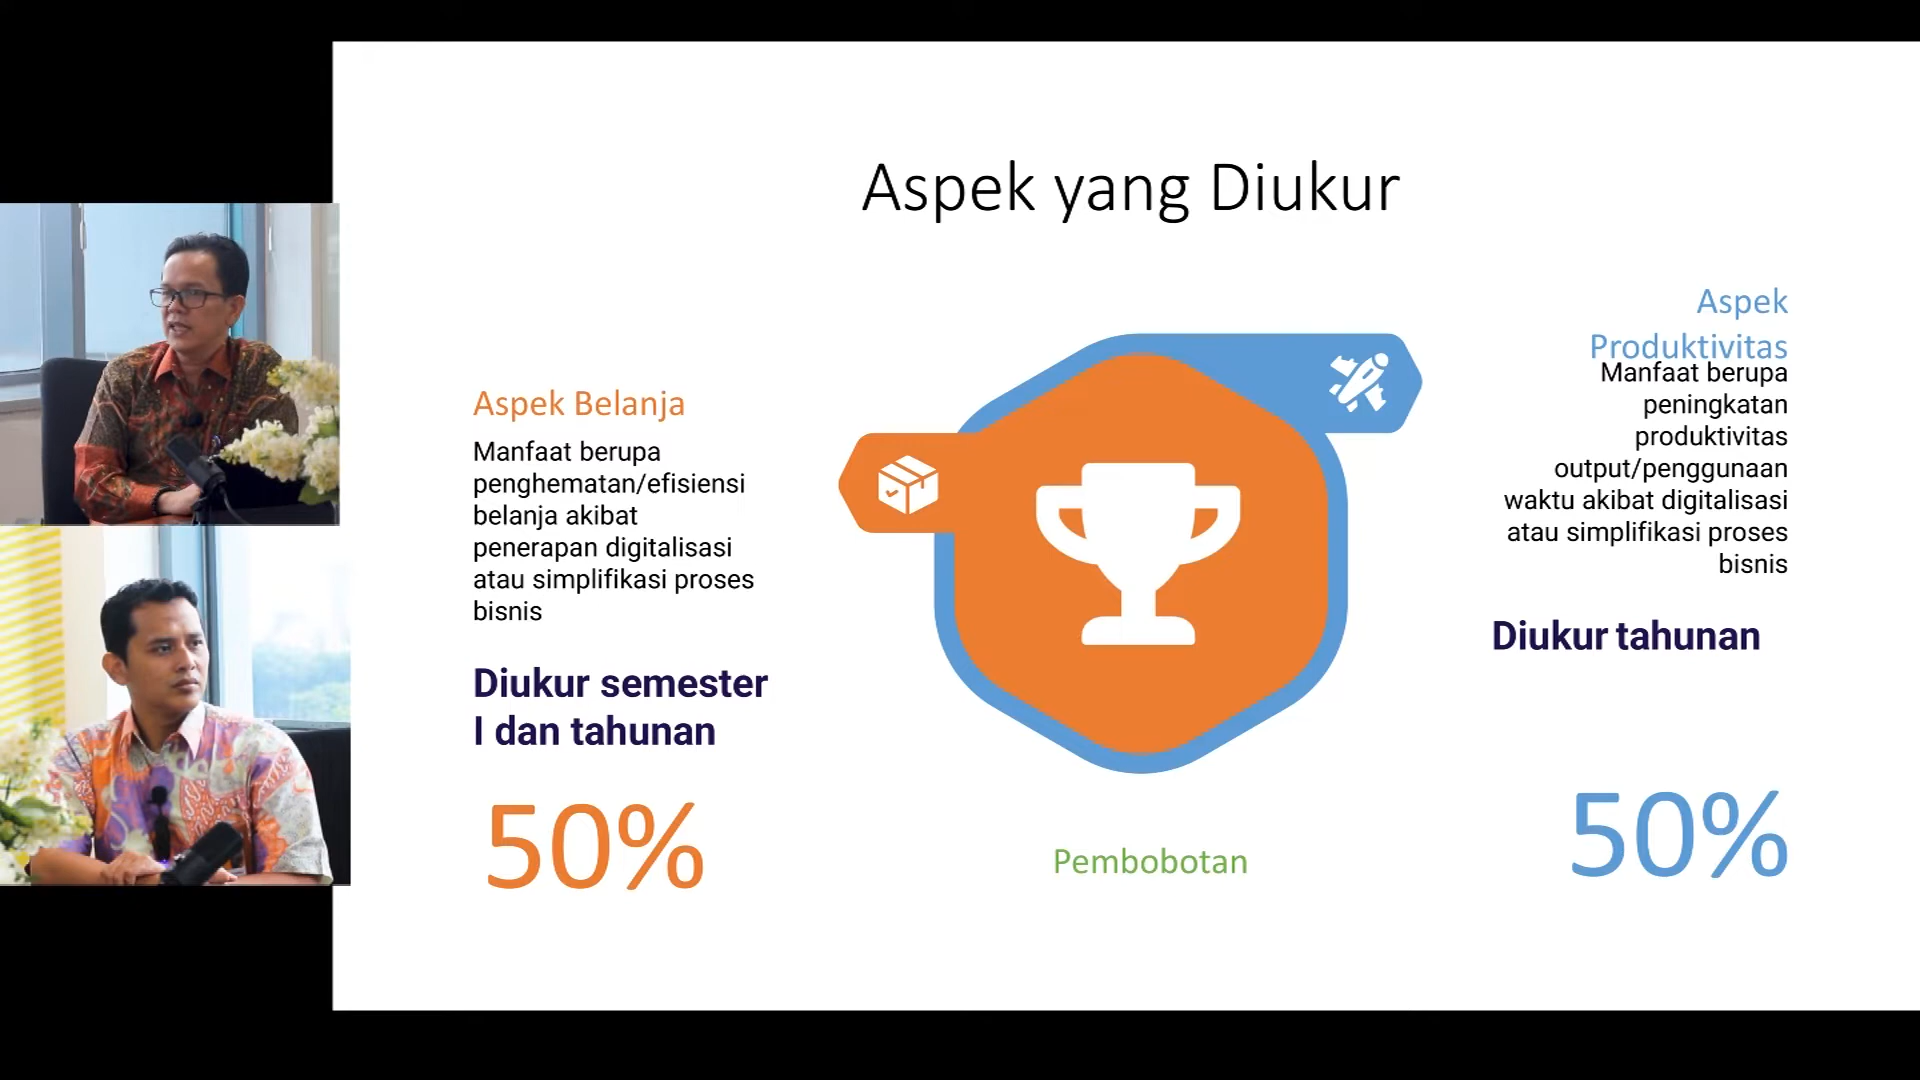 Aspek yang Diukur
Aspek Belanja
Manfaat berupa
penghematan/efisiensi
belanja akibat
penerapan digitalisasi
atau simplifikasi proses
bisnis
Diukur semester
I dan tahunan
50%
Pembobotan
Aspek
Produktivitas
Manfaat berupa
peningkatan
produktivitas
output/penggunaan
waktu akibat digitalisasi
atau simplifikasi proses
bisnis
Diukur tahunan
50%